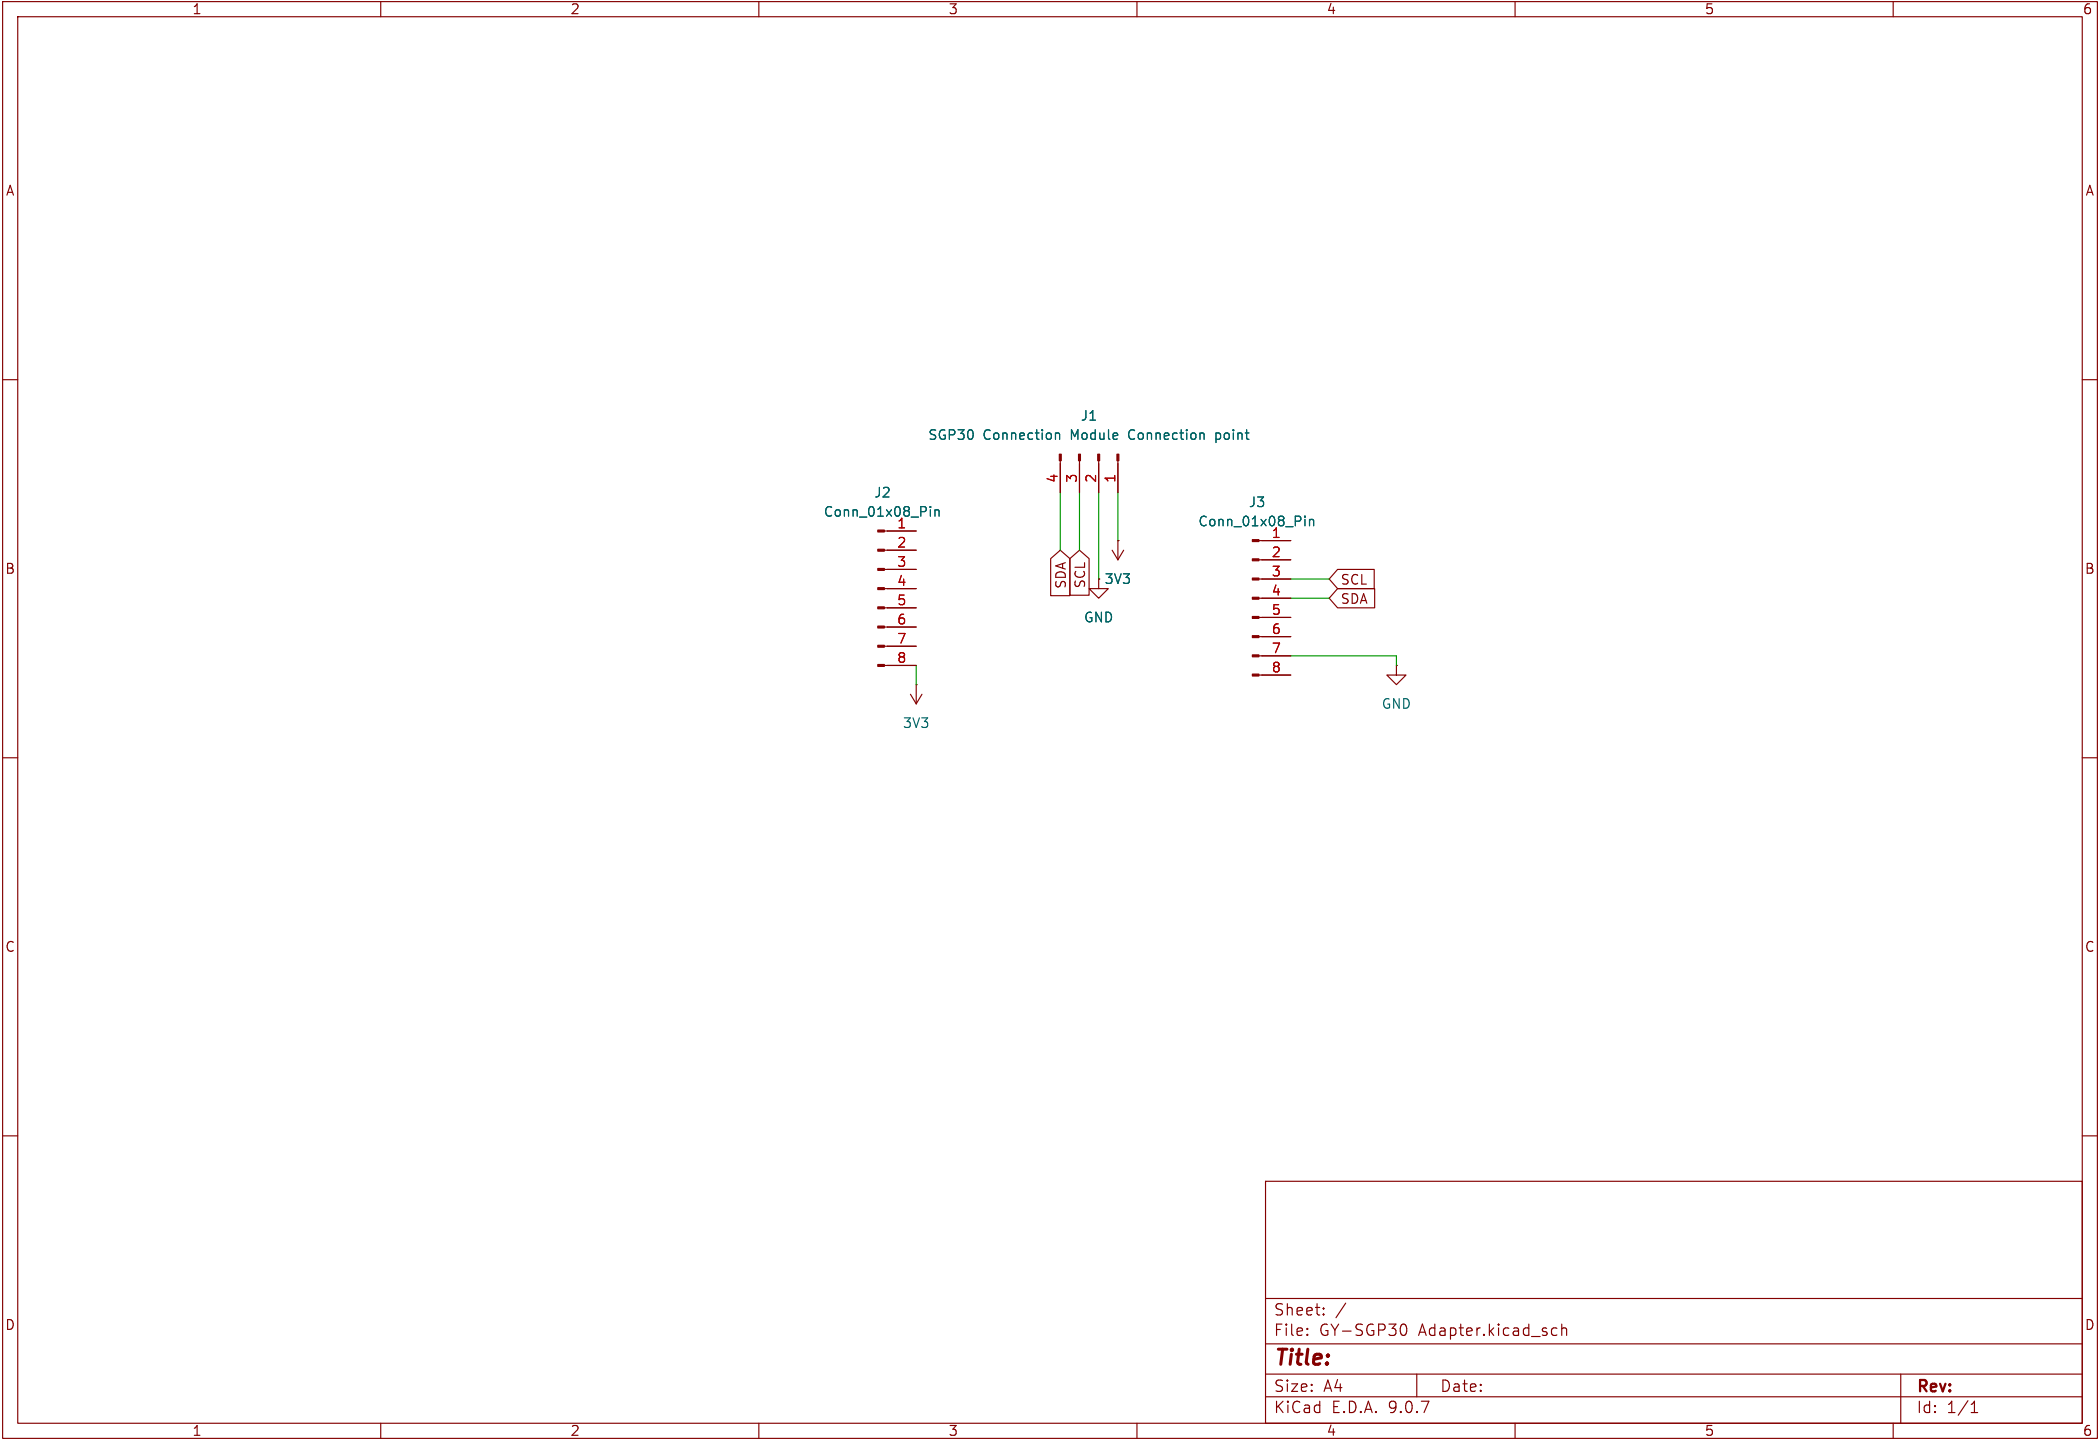 1 2 3 4 5 6
A A
J1
SGP30 Connection Module Connection point
4 3 2 1
J2
Conn_01x08_Pin
1
2
3
4
5
6
7
8
3V3
SDA SCL
3V3
GND
J3
Conn_01x08_Pin
1
2
3 SCL
4 SDA
5
6
7
8
GND
B B
C C
D D
Sheet: /
File: GY-SGP30 Adapter.kicad_sch
Title:
Size: A4 Date: Rev:
KiCad E.D.A. 9.0.7 Id: 1/1
1 2 3 4 5 6